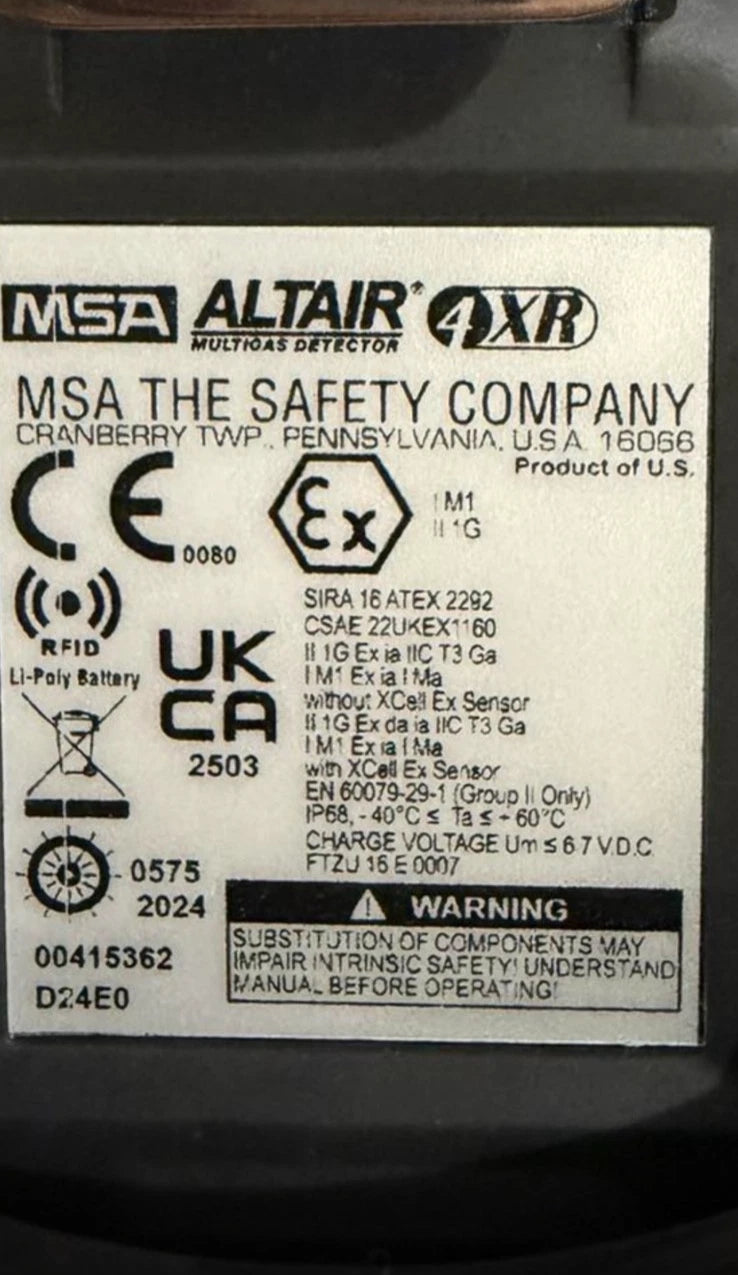 MSA ALTAIR® 4XR
MULTIGAS DETECTOR
MSA THE SAFETY COMPANY
CRANBERRY TWP., PENNSYLVANIA, U.S.A. 16066
Product of U.S.
CE 0080
Ex
I M1
II 1G
RFID
Li-Poly Battery
UK
CA
2503
0575
2024
00415362
D24E0
SIRA 16 ATEX 2292
CSAE 22UKEX1160
II 1G Ex ia IIC T3 Ga
I M1 Ex ia I Ma
without XCell Ex Sensor
II 1G Ex da ia IIC T3 Ga
I M1 Ex ia I Ma
with XCell Ex Sensor
EN 60079-29-1 (Group II Only)
IP68, -40°C ≤ Ta ≤ +60°C
CHARGE VOLTAGE Um ≤ 6.7 V.D.C
FTZU 16 E 0007
⚠ WARNING
SUBSTITUTION OF COMPONENTS MAY
IMPAIR INTRINSIC SAFETY! UNDERSTAND
MANUAL BEFORE OPERATING!